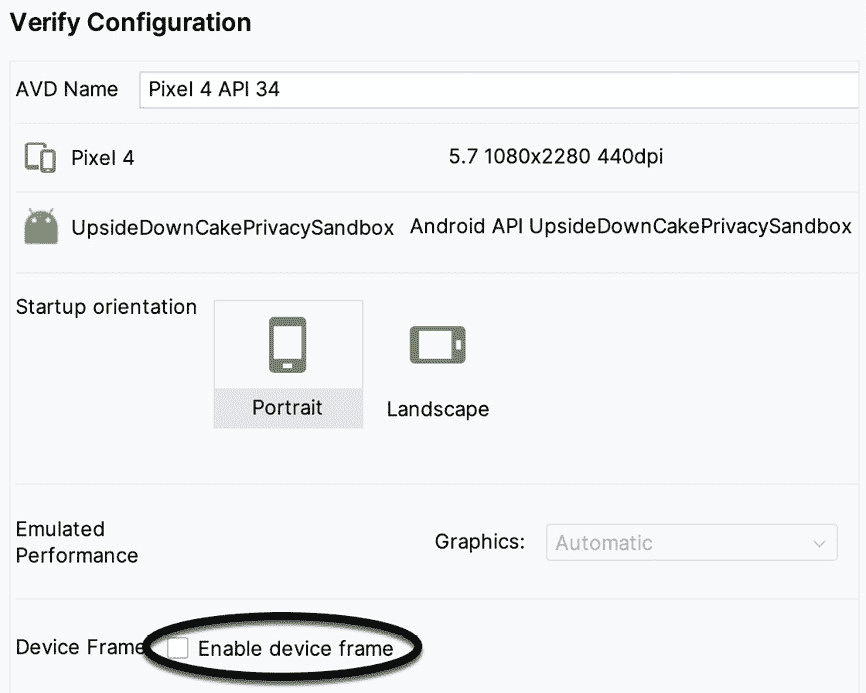 Verify Configuration
AVD Name Pixel 4 API 34
Pixel 4 5.7 1080x2280 440dpi
UpsideDownCakePrivacySandbox Android API UpsideDownCakePrivacySandbox
Startup orientation
Portrait
Landscape
Emulated
Performance
Graphics: Automatic
Device Frame Enable device frame